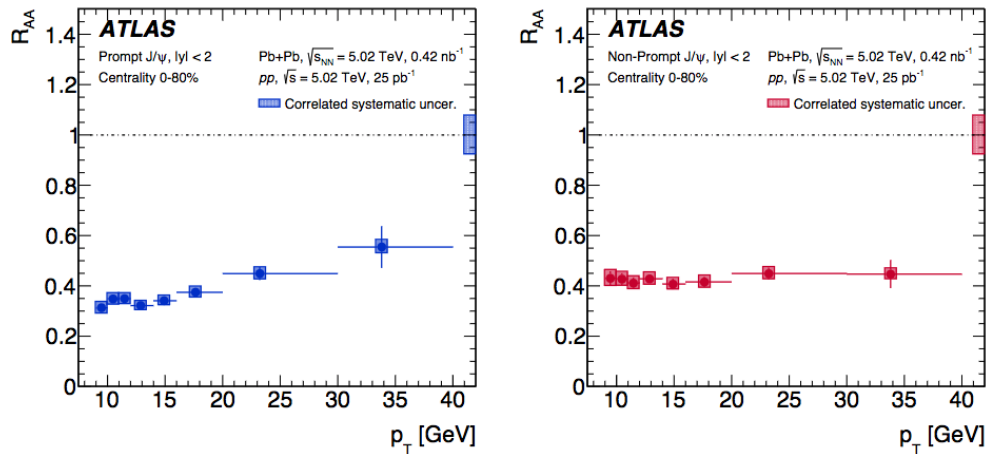 R_AA
1.4
1.2
1
0.8
0.6
0.4
0.2
0
ATLAS
Prompt J/ψ, |y| < 2
Centrality 0-80%
Pb+Pb, √s_NN = 5.02 TeV, 0.42 nb⁻¹
pp, √s = 5.02 TeV, 25 pb⁻¹
Correlated systematic uncer.
10 15 20 25 30 35 40
p_T [GeV]
R_AA
1.4
1.2
1
0.8
0.6
0.4
0.2
0
ATLAS
Non-Prompt J/ψ, |y| < 2
Centrality 0-80%
Pb+Pb, √s_NN = 5.02 TeV, 0.42 nb⁻¹
pp, √s = 5.02 TeV, 25 pb⁻¹
Correlated systematic uncer.
10 15 20 25 30 35 40
p_T [GeV]